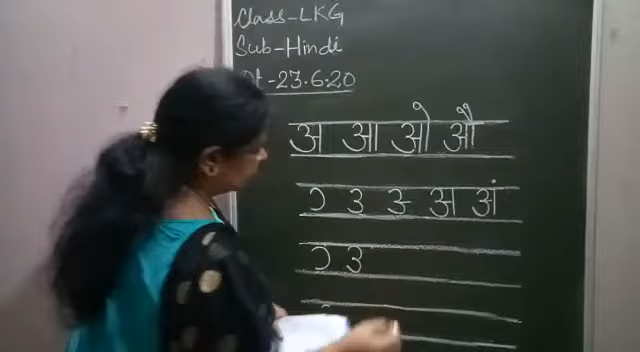 Class-LKG
Sub-Hindi
Dt-23.6.20
अ आ ओ औ
अ अं